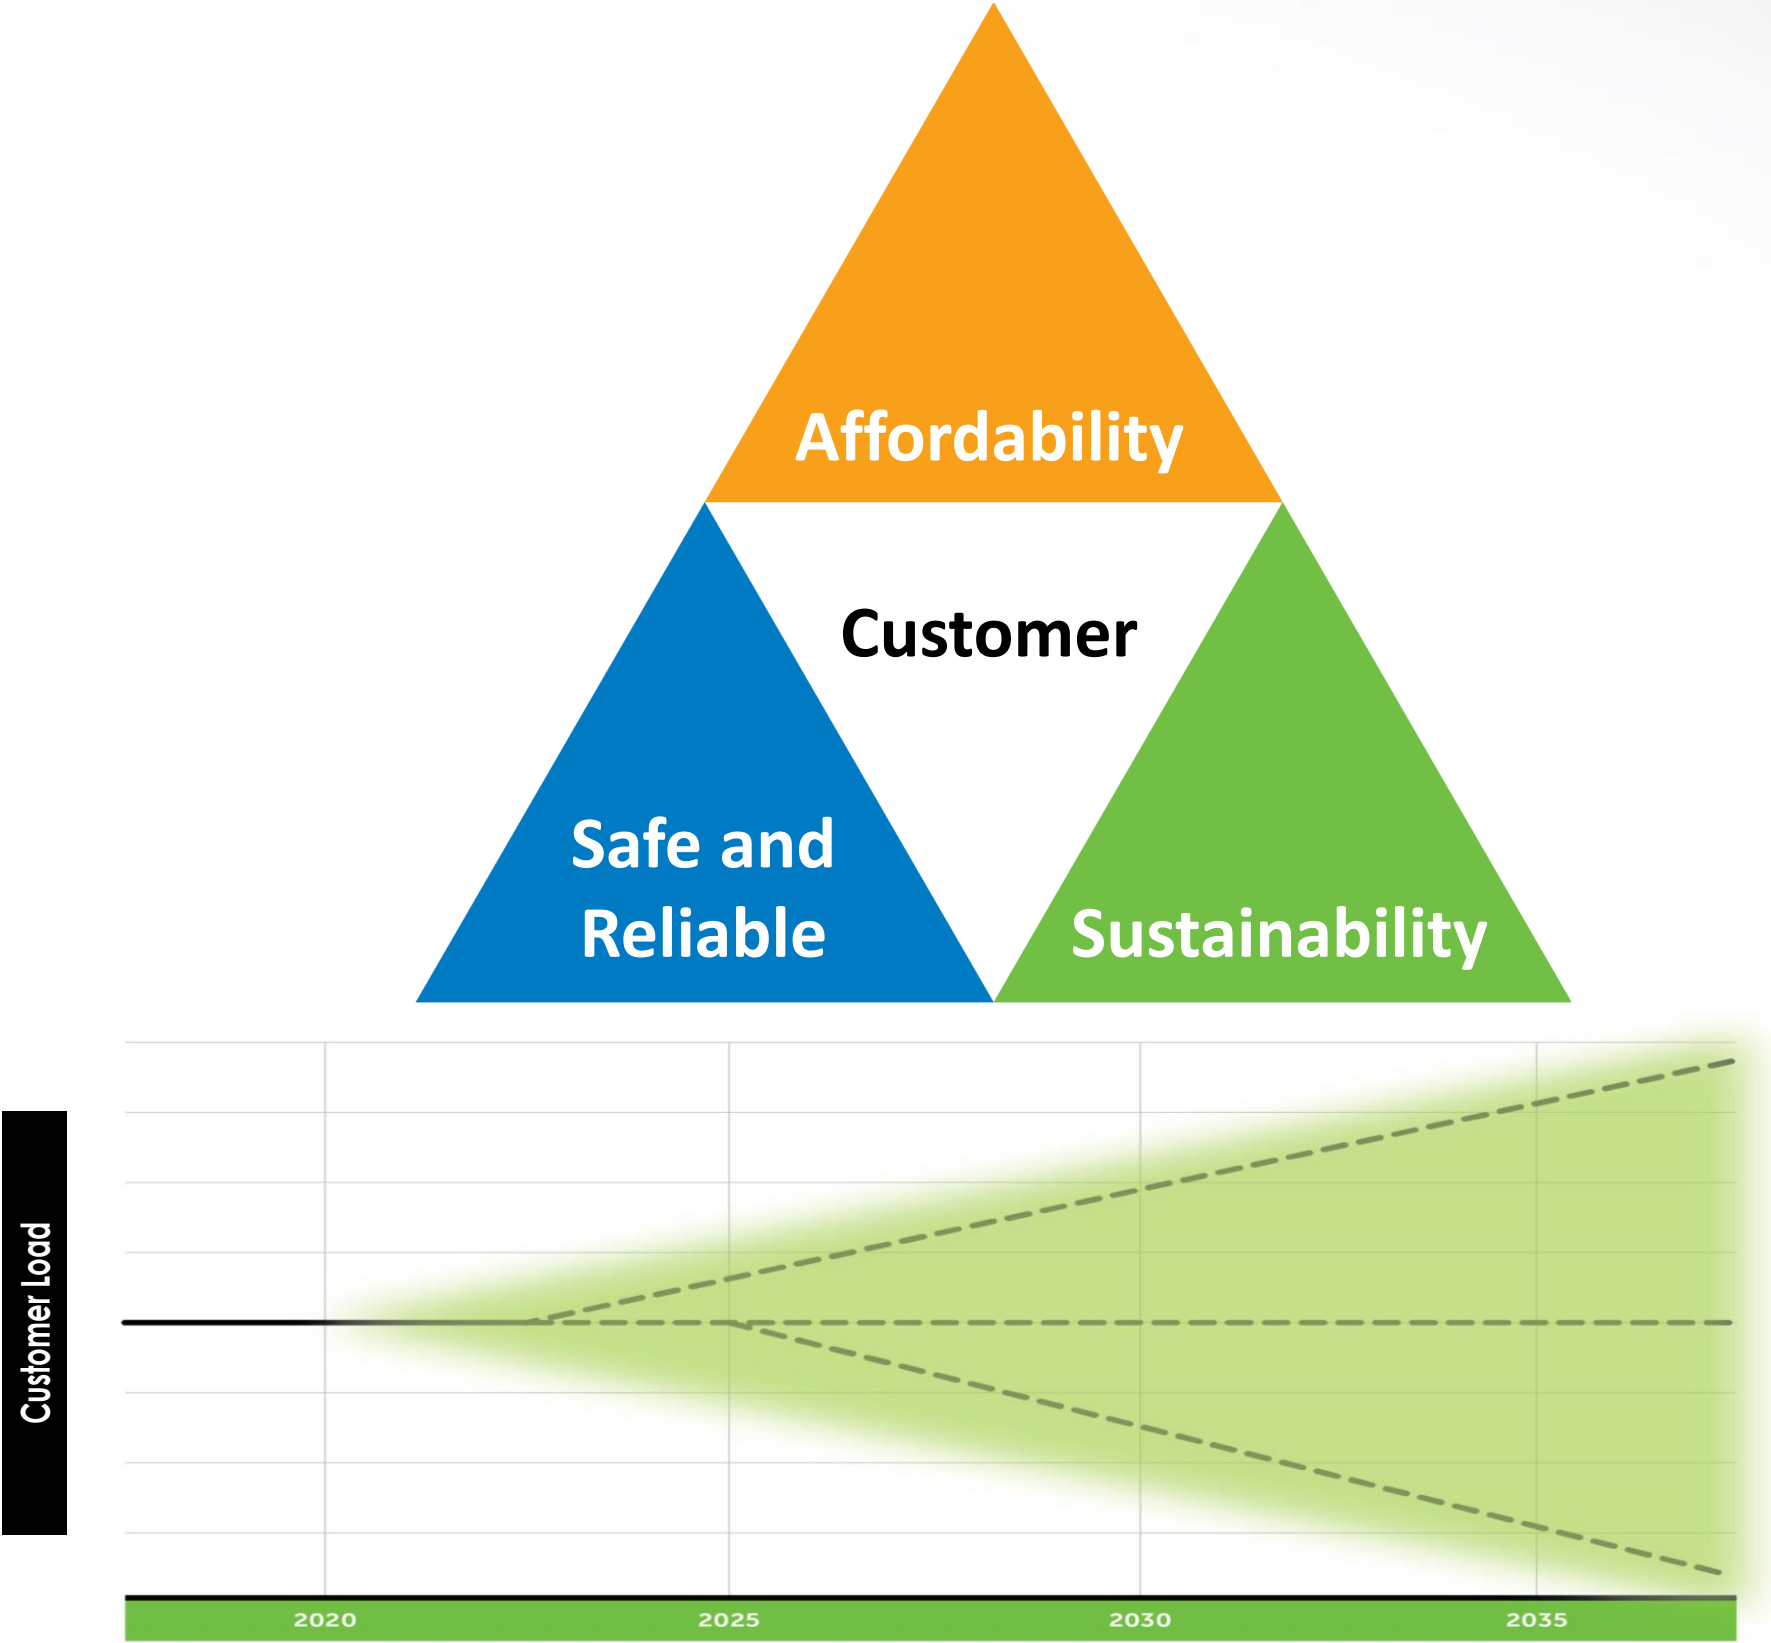 Affordability
Customer
Safe and
Reliable
Sustainability
Customer Load
2020 2025 2030 2035